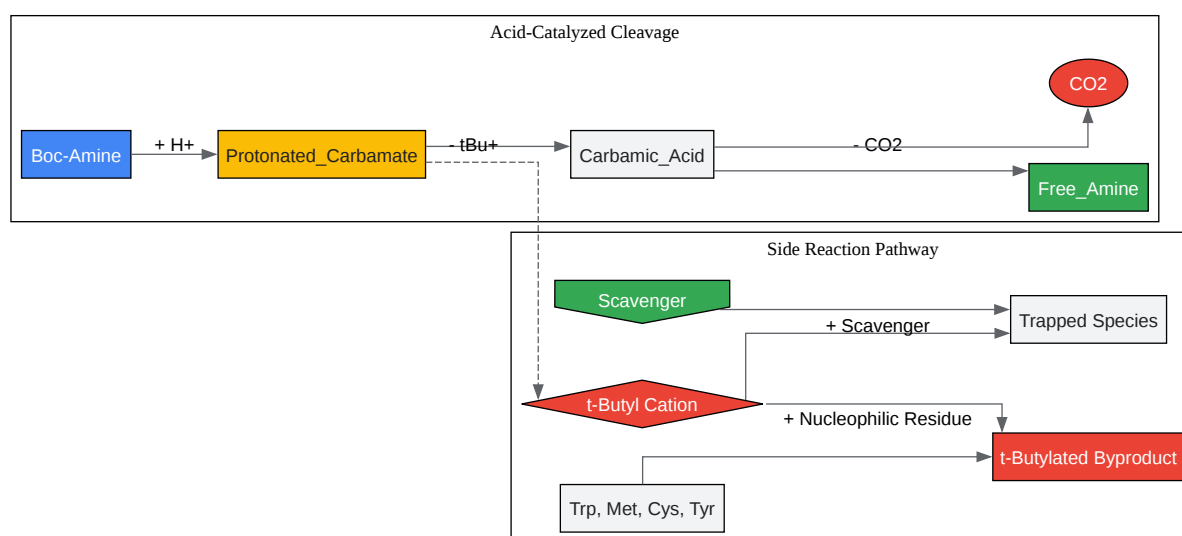 Acid-Catalyzed Cleavage
CO2
Boc-Amine
+ H+
Protonated_Carbamate
- tBu+
Carbamic_Acid
- CO2
Free_Amine
Side Reaction Pathway
Scavenger
+ Scavenger
Trapped Species
t-Butyl Cation
+ Nucleophilic Residue
t-Butylated Byproduct
Trp, Met, Cys, Tyr